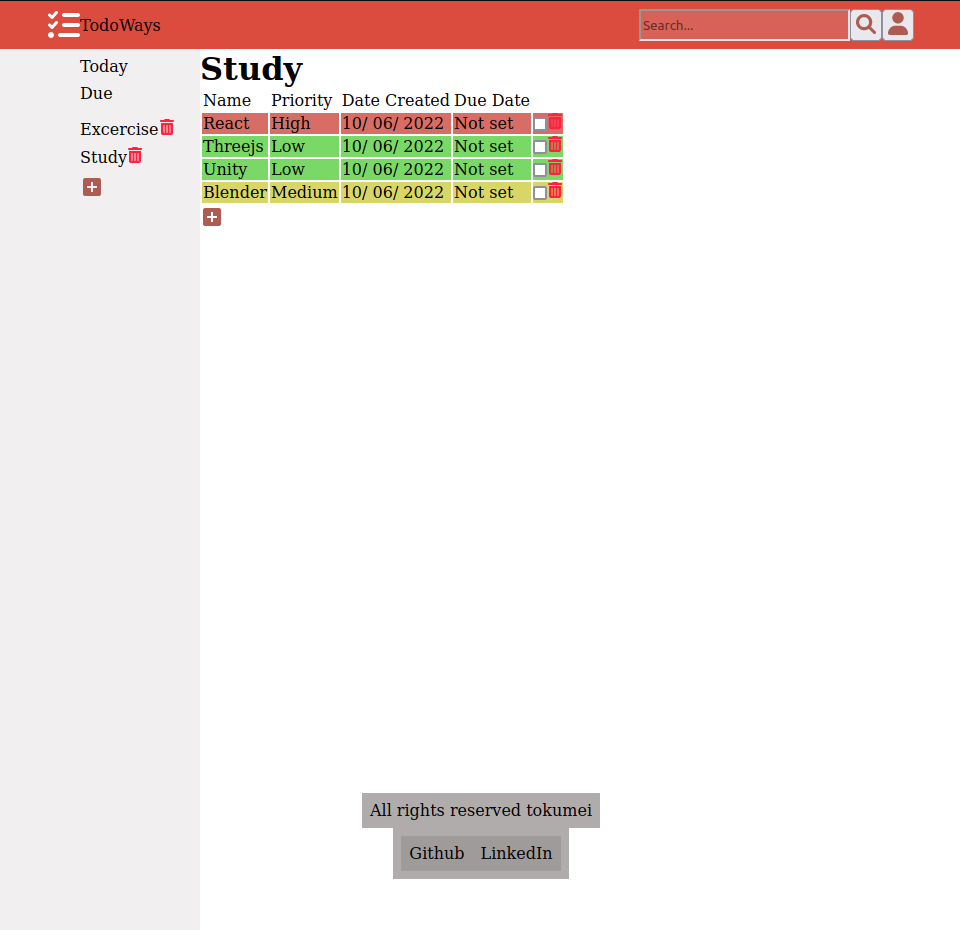 TodoWays
Search...
Today
Due
Excercise
Study
Study
Name Priority Date Created Due Date
React High 10/ 06/ 2022 Not set
Threejs Low 10/ 06/ 2022 Not set
Unity Low 10/ 06/ 2022 Not set
Blender Medium 10/ 06/ 2022 Not set
All rights reserved tokumei
Github LinkedIn